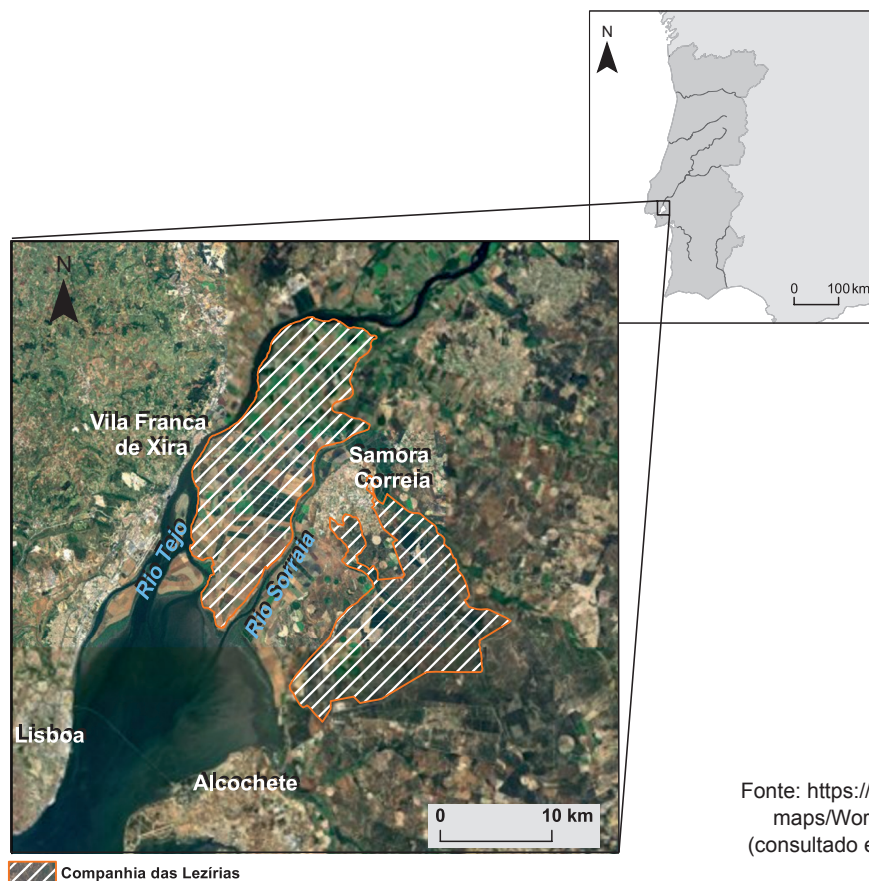 N
0 100 km
N
Vila Franca
de Xira
Samora
Correia
Rio Tejo
Rio Sorraia
Lisboa
Alcochete
0 10 km
Fonte: https://
maps/
(consultado
Companhia das Lezírias